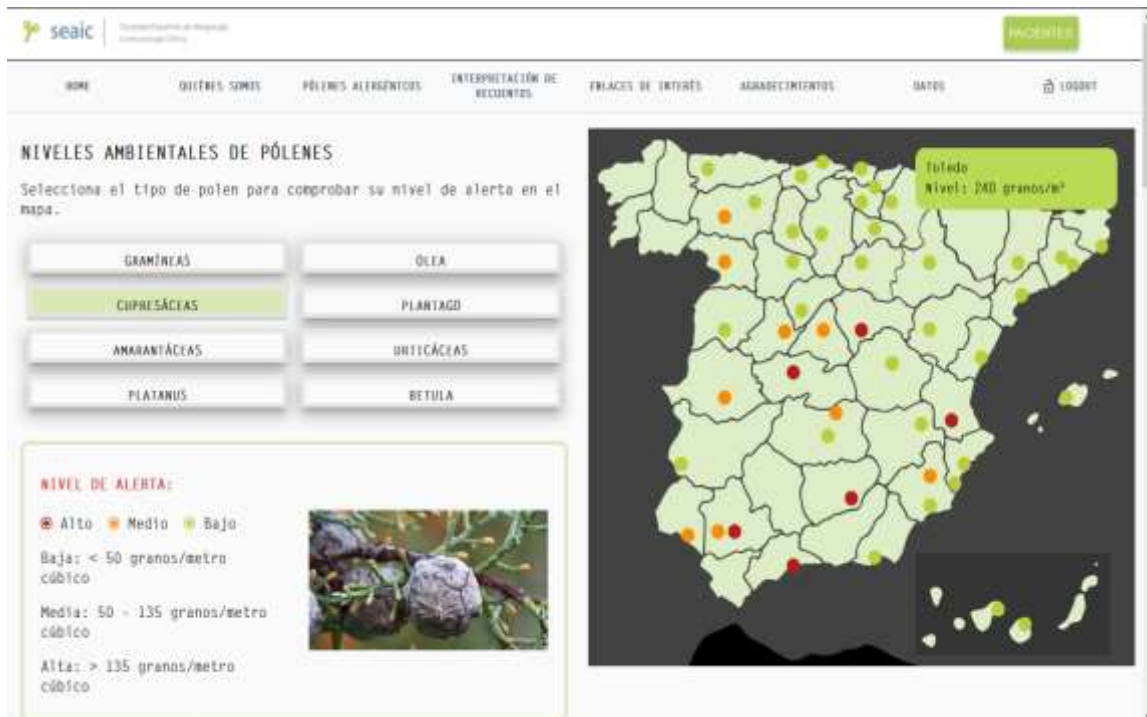 seaic
PACIENTES
HOME
QUIÉNES SOMOS
PÓLENES ALERGÉNICOS
INTERPRETACIÓN DE
RECUENTOS
ENLACES DE INTERÉS
AGRADECIMIENTOS
DATOS
LOGOUT
NIVELES AMBIENTALES DE PÓLENES
Selecciona el tipo de polen para comprobar su nivel de alerta en el
mapa.
GRAMÍNEAS
OLEA
CUPRESÁCEAS
PLANTAGO
AMARANTÁCEAS
URTICÁCEAS
PLATANUS
BETULA
NIVEL DE ALERTA:
Alto Medio Bajo
Baja: < 50 granos/metro
cúbico
Media: 50 - 135 granos/metro
cúbico
Alta: > 135 granos/metro
cúbico
Toledo
Nivel: 240 granos/m³